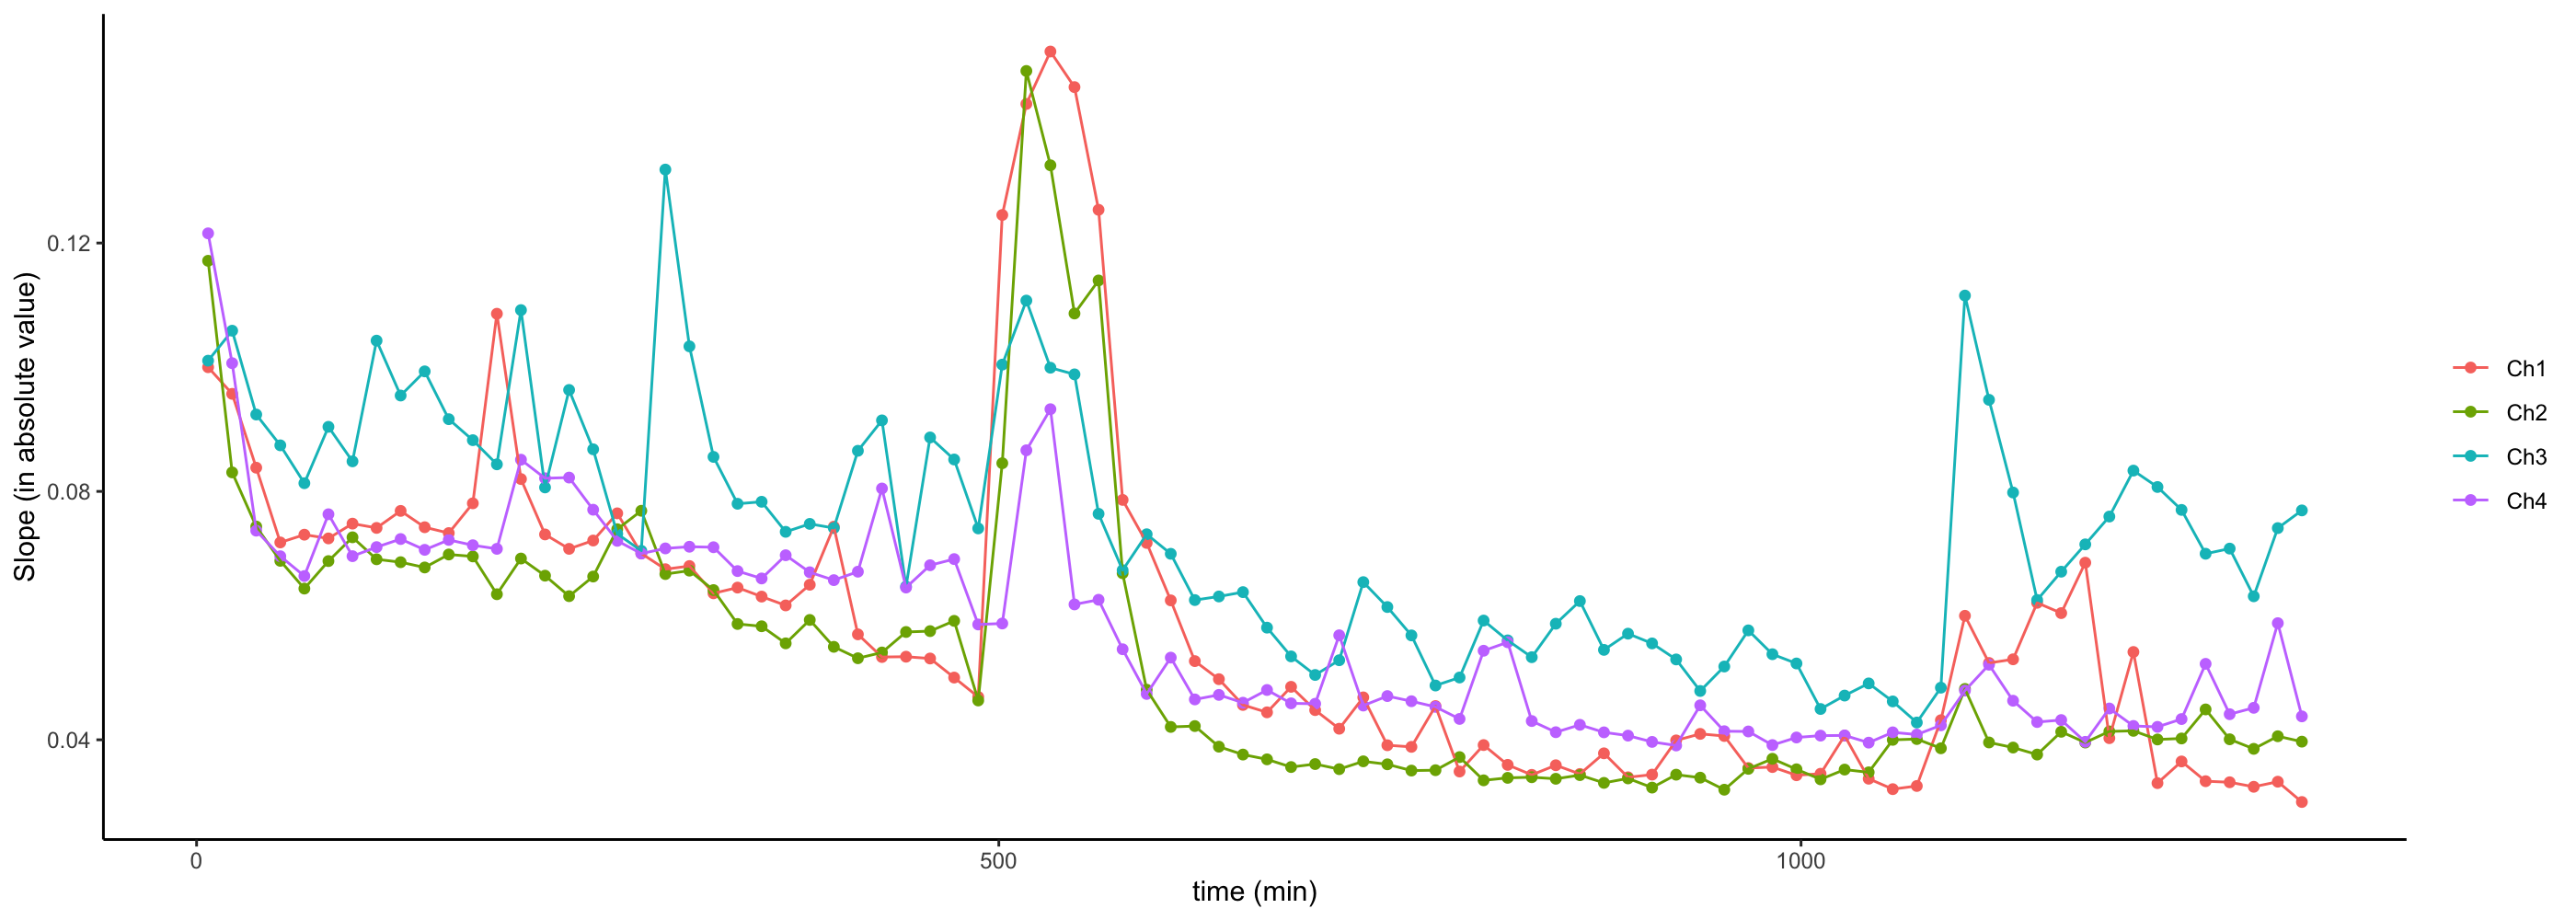 Slope (in absolute value)
0.12
0.08
0.04
0
500
1000
time (min)
Ch1
Ch2
Ch3
Ch4